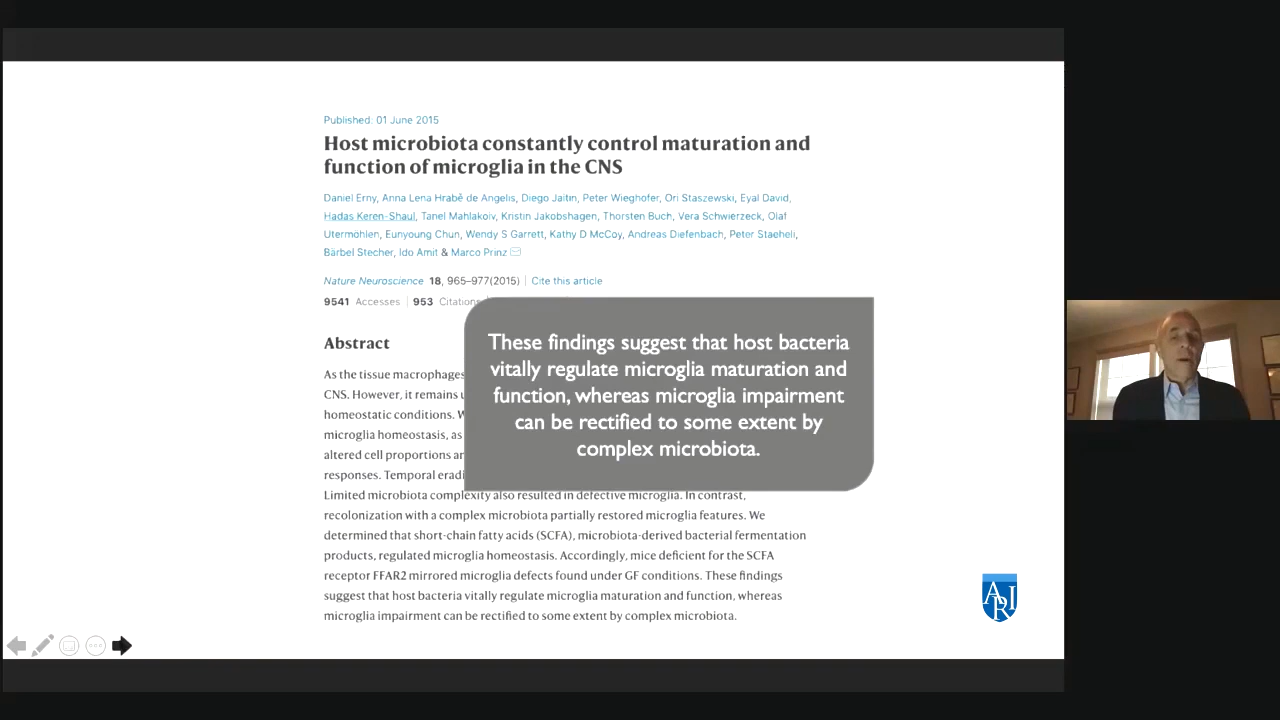 Published: 01 June 2015
Host microbiota constantly control maturation and
function of microglia in the CNS
Daniel Erny, Anna Lena Hrabě de Angelis, Diego Jaitin, Peter Wieghofer, Ori Staszewski, Eyal David,
Hadas Keren-Shaul, Tanel Mahlakoiv, Kristin Jakobshagen, Thorsten Buch, Vera Schwierzeck, Olaf
Utermöhlen, Eunyoung Chun, Wendy S Garrett, Kathy D McCoy, Andreas Diefenbach, Peter Staeheli,
Bärbel Stecher, Ido Amit & Marco Prinz
Nature Neuroscience 18, 965–977(2015) | Cite this article
9541 Accesses | 953 Citations
Abstract
As the tissue macrophages
CNS. However, it remains
homeostatic conditions.
microglia homeostasis, as
altered cell proportions
responses. Temporal
These findings suggest that host bacteria
vitally regulate microglia maturation and
function, whereas microglia impairment
can be rectified to some extent by
complex microbiota.
Limited microbiota complexity also resulted in defective microglia. In contrast,
recolonization with a complex microbiota partially restored microglia features. We
determined that short-chain fatty acids (SCFA), microbiota-derived bacterial fermentation
products, regulated microglia homeostasis. Accordingly, mice deficient for the SCFA
receptor FFAR2 mirrored microglia defects found under GF conditions. These findings
suggest that host bacteria vitally regulate microglia maturation and function, whereas
microglia impairment can be rectified to some extent by complex microbiota.
ARI